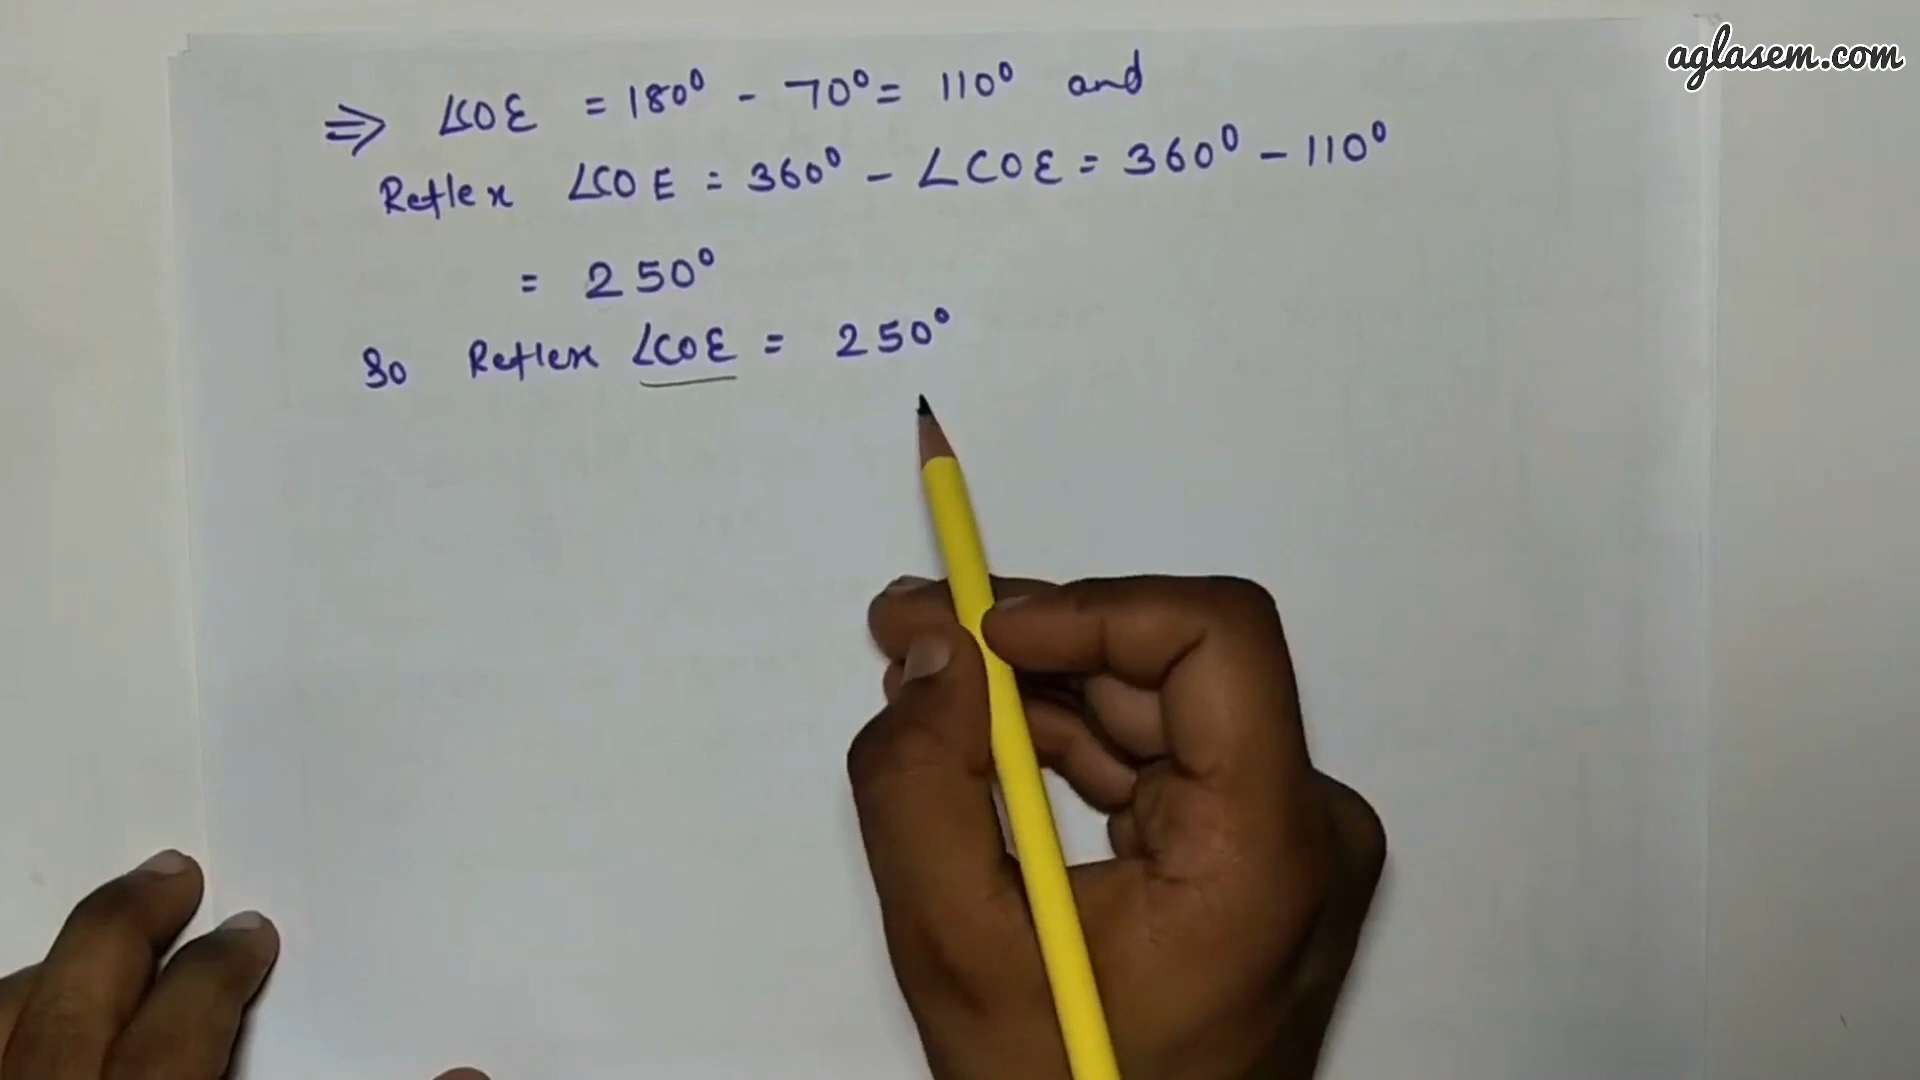 aglasem.com
⇒ ∠COE = 180° - 70° = 110° and
Reflex ∠COE = 360° - ∠COE = 360° - 110°
= 250°
So Reflex ∠COE = 250°